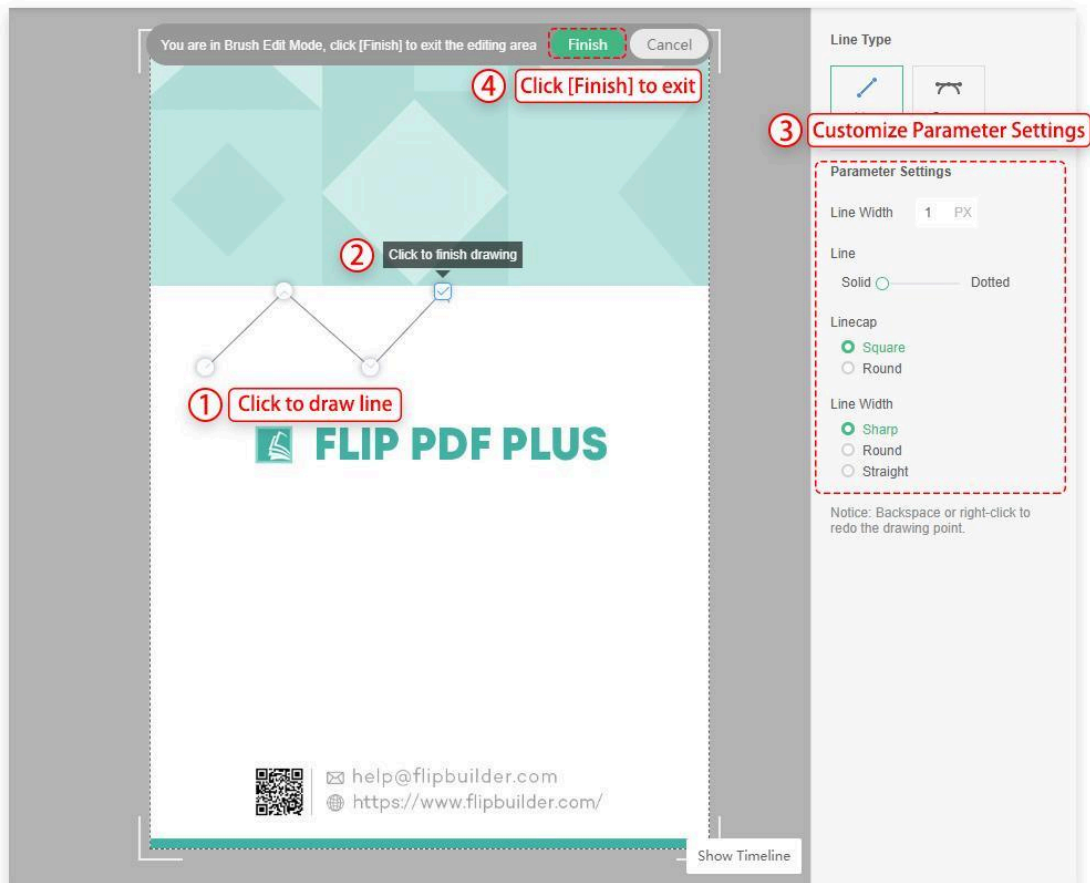 You are in Brush Edit Mode, click [Finish] to exit the editing area
Finish
Cancel
④ Click [Finish] to exit
② Click to finish drawing
① Click to draw line
FLIP PDF PLUS
help@flipbuilder.com
https://www.flipbuilder.com/
Show Timeline
Line Type
③ Customize Parameter Settings
Parameter Settings
Line Width 1 PX
Line
Solid Dotted
Linecap
Square
Round
Line Width
Sharp
Round
Straight
Notice: Backspace or right-click to
redo the drawing point.